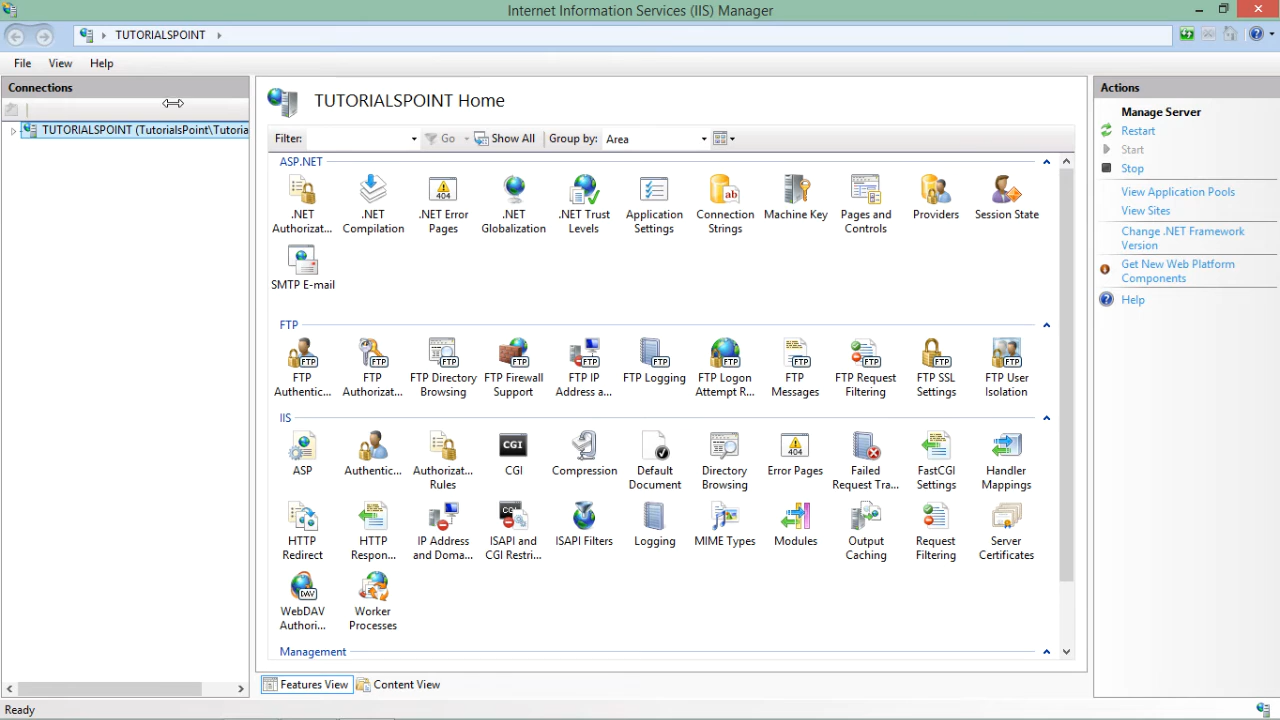 Internet Information Services (IIS) Manager
TUTORIALSPOINT
File View Help
Connections
TUTORIALSPOINT (TutorialsPoint\Tutoria
TUTORIALSPOINT Home
Filter: Go Show All Group by: Area
ASP.NET
.NET Authorizat...
.NET Compilation
.NET Error Pages
.NET Globalization
.NET Trust Levels
Application Settings
Connection Strings
Machine Key
Pages and Controls
Providers
Session State
SMTP E-mail
FTP
FTP Authentic...
FTP Authorizat...
FTP Directory Browsing
FTP Firewall Support
FTP IP Address a...
FTP Logging
FTP Logon Attempt R...
FTP Messages
FTP Request Filtering
FTP SSL Settings
FTP User Isolation
IIS
ASP
Authentic...
Authorizat... Rules
CGI
Compression
Default Document
Directory Browsing
Error Pages
Failed Request Tra...
FastCGI Settings
Handler Mappings
HTTP Redirect
HTTP Respon...
IP Address and Doma...
ISAPI and CGI Restri...
ISAPI Filters
Logging
MIME Types
Modules
Output Caching
Request Filtering
Server Certificates
WebDAV Authori...
Worker Processes
Management
Features View Content View
Actions
Manage Server
Restart
Start
Stop
View Application Pools
View Sites
Change .NET Framework
Version
Get New Web Platform
Components
Help
Ready